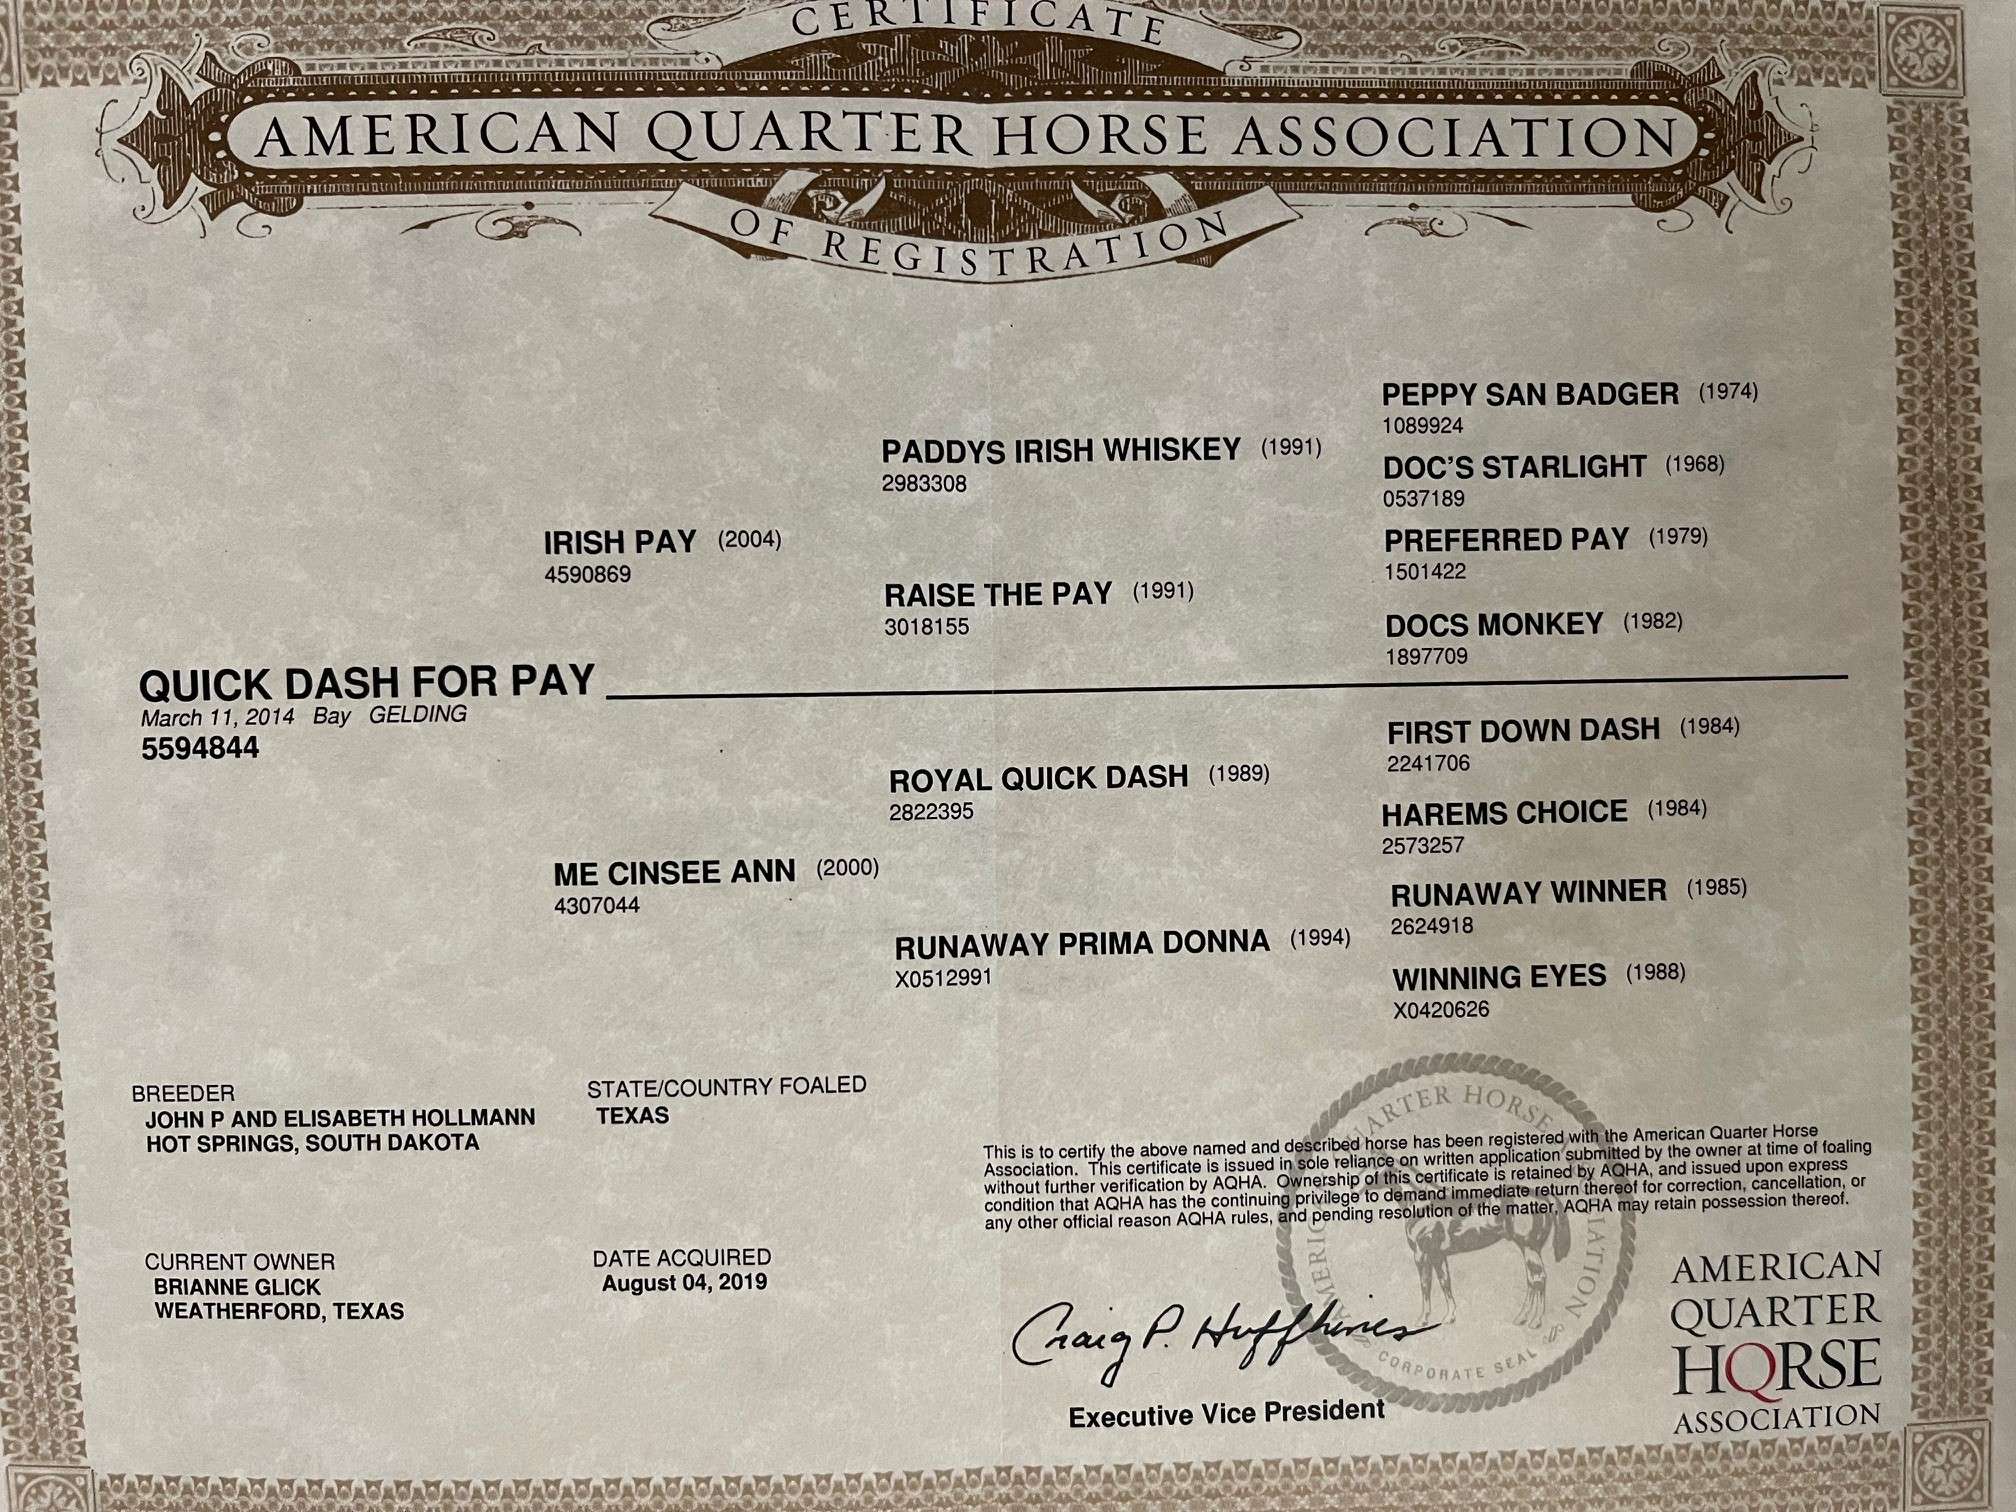 CERTIFICATE
AMERICAN QUARTER HORSE ASSOCIATION
OF REGISTRATION
PEPPY SAN BADGER (1974)
1089924
PADDYS IRISH WHISKEY (1991)
2983308
DOC'S STARLIGHT (1968)
0537189
IRISH PAY (2004)
4590869
PREFERRED PAY (1979)
1501422
RAISE THE PAY (1991)
3018155
DOCS MONKEY (1982)
1897709
QUICK DASH FOR PAY
March 11, 2014 Bay GELDING
5594844
FIRST DOWN DASH (1984)
2241706
ROYAL QUICK DASH (1989)
2822395
HAREMS CHOICE (1984)
2573257
ME CINSEE ANN (2000)
4307044
RUNAWAY WINNER (1985)
2624918
RUNAWAY PRIMA DONNA (1994)
X0512991
WINNING EYES (1988)
X0420626
BREEDER
JOHN P AND ELISABETH HOLLMANN
HOT SPRINGS, SOUTH DAKOTA
STATE/COUNTRY FOALED
TEXAS
This is to certify the above named and described horse has been registered with the American Quarter Horse
Association. This certificate is issued in sole reliance on written application submitted by the owner at time of foaling
without further verification by AQHA. Ownership of this certificate is retained by AQHA, and issued upon express
condition that AQHA has the continuing privilege to demand immediate return thereof for correction, cancellation, or
any other official reason AQHA rules, and pending resolution of the matter, AQHA may retain possession thereof.
CURRENT OWNER
BRIANNE GLICK
WEATHERFORD, TEXAS
DATE ACQUIRED
August 04, 2019
Craig P. Huffhines
Executive Vice President
AMERICAN QUARTER HORSE ASSOCIATION
CORPORATE SEAL
AMERICAN
QUARTER
HORSE
ASSOCIATION